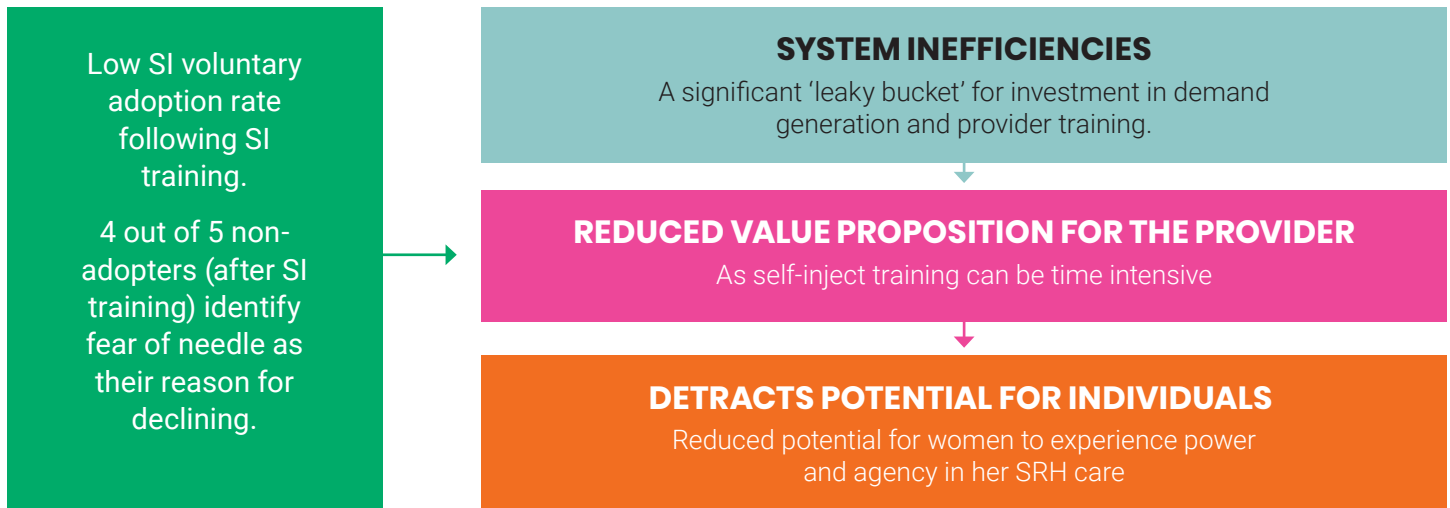 Low SI voluntary
adoption rate
following SI
training.
4 out of 5 non-
adopters (after SI
training) identify
fear of needle as
their reason for
declining.
SYSTEM INEFFICIENCIES
A significant ‘leaky bucket’ for investment in demand
generation and provider training.
REDUCED VALUE PROPOSITION FOR THE PROVIDER
As self-inject training can be time intensive
DETRACTS POTENTIAL FOR INDIVIDUALS
Reduced potential for women to experience power
and agency in her SRH care